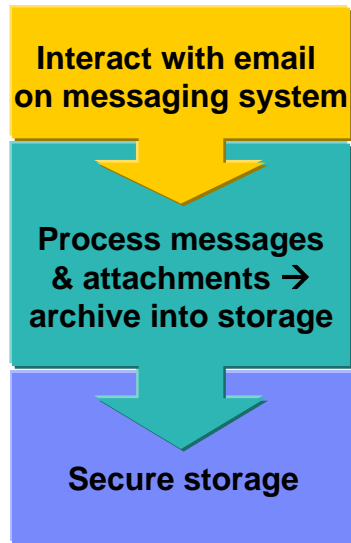 Interact with email
on messaging system
Process messages
& attachments →
archive into storage
Secure storage